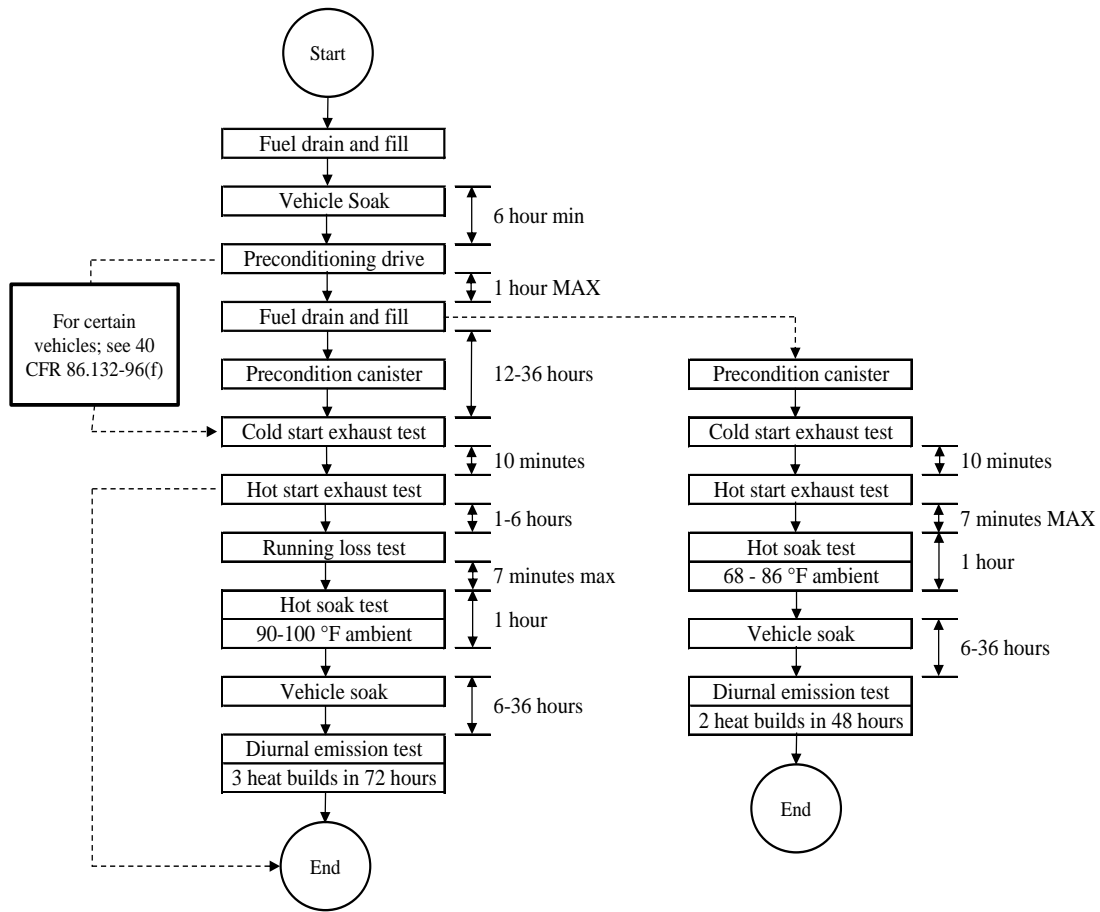 Start
Fuel drain and fill
Vehicle Soak
6 hour min
Preconditioning drive
1 hour MAX
Fuel drain and fill
For certain
vehicles; see 40
CFR 86.132-96(f)
12-36 hours
Precondition canister
Cold start exhaust test
10 minutes
Hot start exhaust test
1-6 hours
Running loss test
7 minutes max
Hot soak test
90-100 °F ambient
1 hour
Vehicle soak
6-36 hours
Diurnal emission test
3 heat builds in 72 hours
End
Precondition canister
Cold start exhaust test
10 minutes
Hot start exhaust test
7 minutes MAX
Hot soak test
68 - 86 °F ambient
1 hour
Vehicle soak
6-36 hours
Diurnal emission test
2 heat builds in 48 hours
End